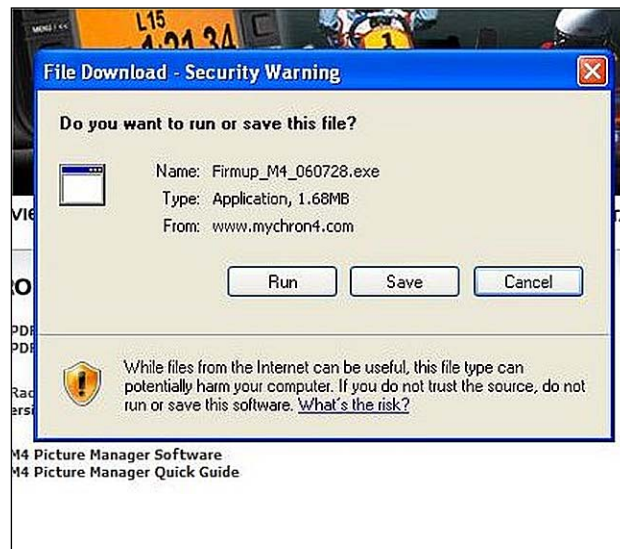 MENU / <<
L15
1:21.34
1
File Download - Security Warning
Do you want to run or save this file?
Name: Firmup_M4_060728.exe
Type: Application, 1.68MB
From: www.mychron4.com
Run Save Cancel
While files from the Internet can be useful, this file type can
potentially harm your computer. If you do not trust the source, do not
run or save this software. What's the risk?
M4 Picture Manager Software
M4 Picture Manager Quick Guide